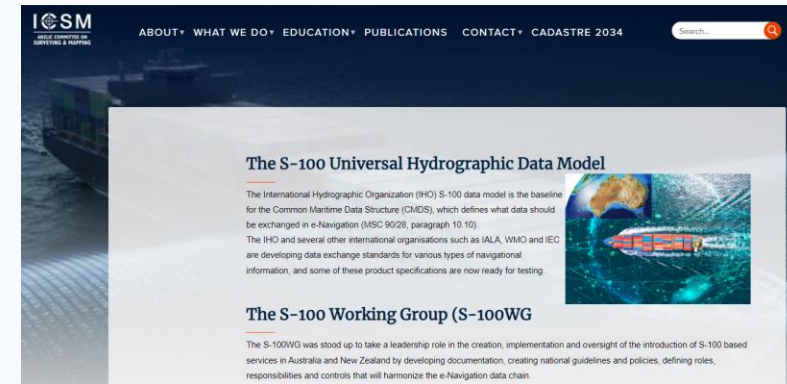 ICSM
ANZLIC COMMITTEE ON
SURVEYING & MAPPING
ABOUT WHAT WE DO EDUCATION PUBLICATIONS CONTACT CADASTRE 2034
Search...
The S-100 Universal Hydrographic Data Model
The International Hydrographic Organization (IHO) S-100 data model is the baseline
for the Common Maritime Data Structure (CMDS), which defines what data should
be exchanged in e-Navigation (MSC 90/28, paragraph 10.10).
The IHO and several other international organisations such as IALA, WMO and IEC
are developing data exchange standards for various types of navigational
information, and some of these product specifications are now ready for testing.
The S-100 Working Group (S-100WG
The S-100WG was stood up to take a leadership role in the creation, implementation and oversight of the introduction of S-100 based
services in Australia and New Zealand by developing documentation, creating national guidelines and policies, defining roles,
responsibilities and controls that will harmonize the e-Navigation data chain.